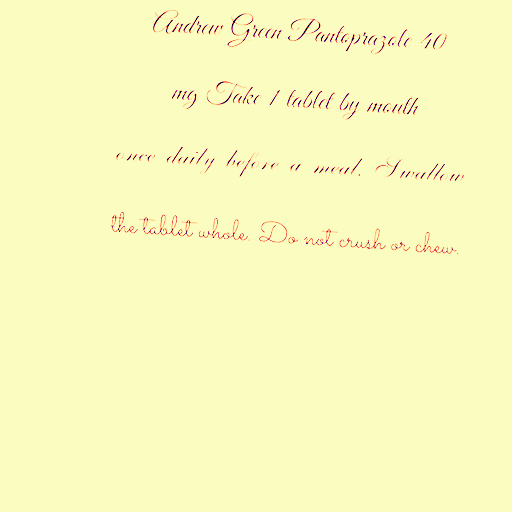 Andrew Green Pantoprazole 40
mg Take 1 tablet by mouth
once daily before a meal. Swallow
the tablet whole. Do not crush or chew.